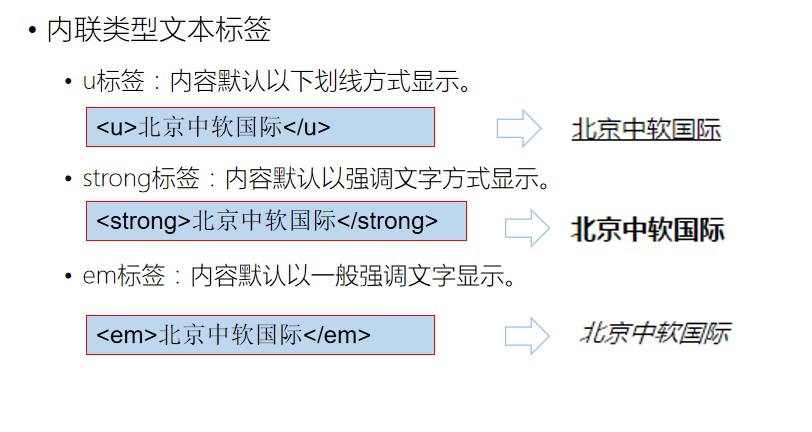 • 内联类型文本标签
• u标签：内容默认以下划线方式显示。
<u>北京中软国际</u>
北京中软国际
• strong标签：内容默认以强调文字方式显示。
<strong>北京中软国际</strong>
北京中软国际
• em标签：内容默认以一般强调文字显示。
<em>北京中软国际</em>
北京中软国际